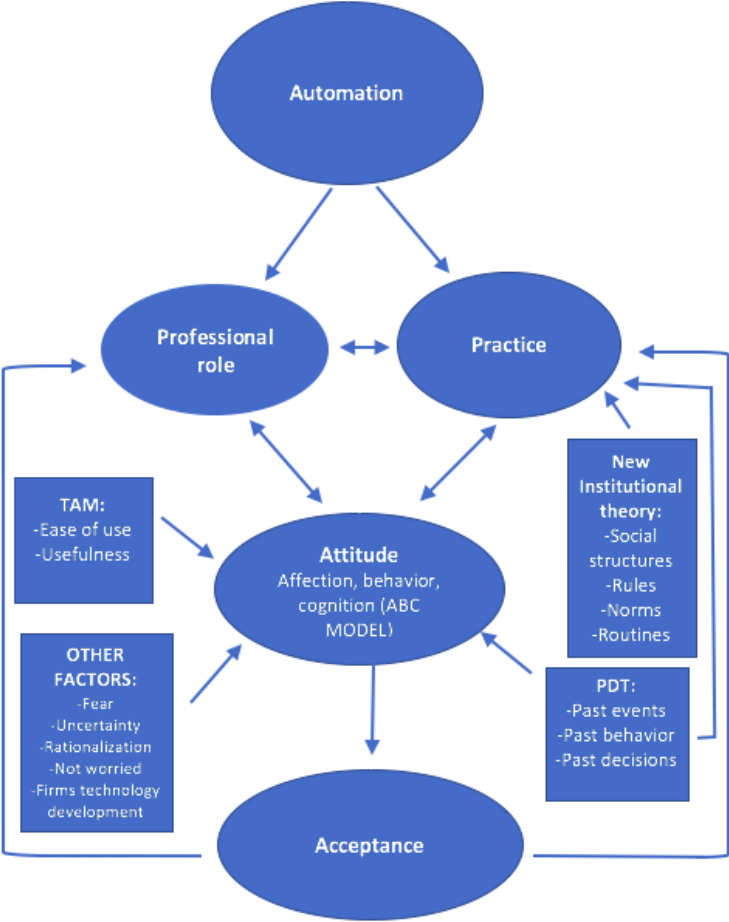 Automation
Professional
role
Practice
New
Institutional
theory:
-Social
structures
-Rules
-Norms
-Routines
TAM:
-Ease of use
-Usefulness
Attitude
Affection, behavior,
cognition (ABC
MODEL)
OTHER
FACTORS:
-Fear
-Uncertainty
-Rationalization
-Not worried
-Firms technology
development
PDT:
-Past events
-Past behavior
-Past decisions
Acceptance